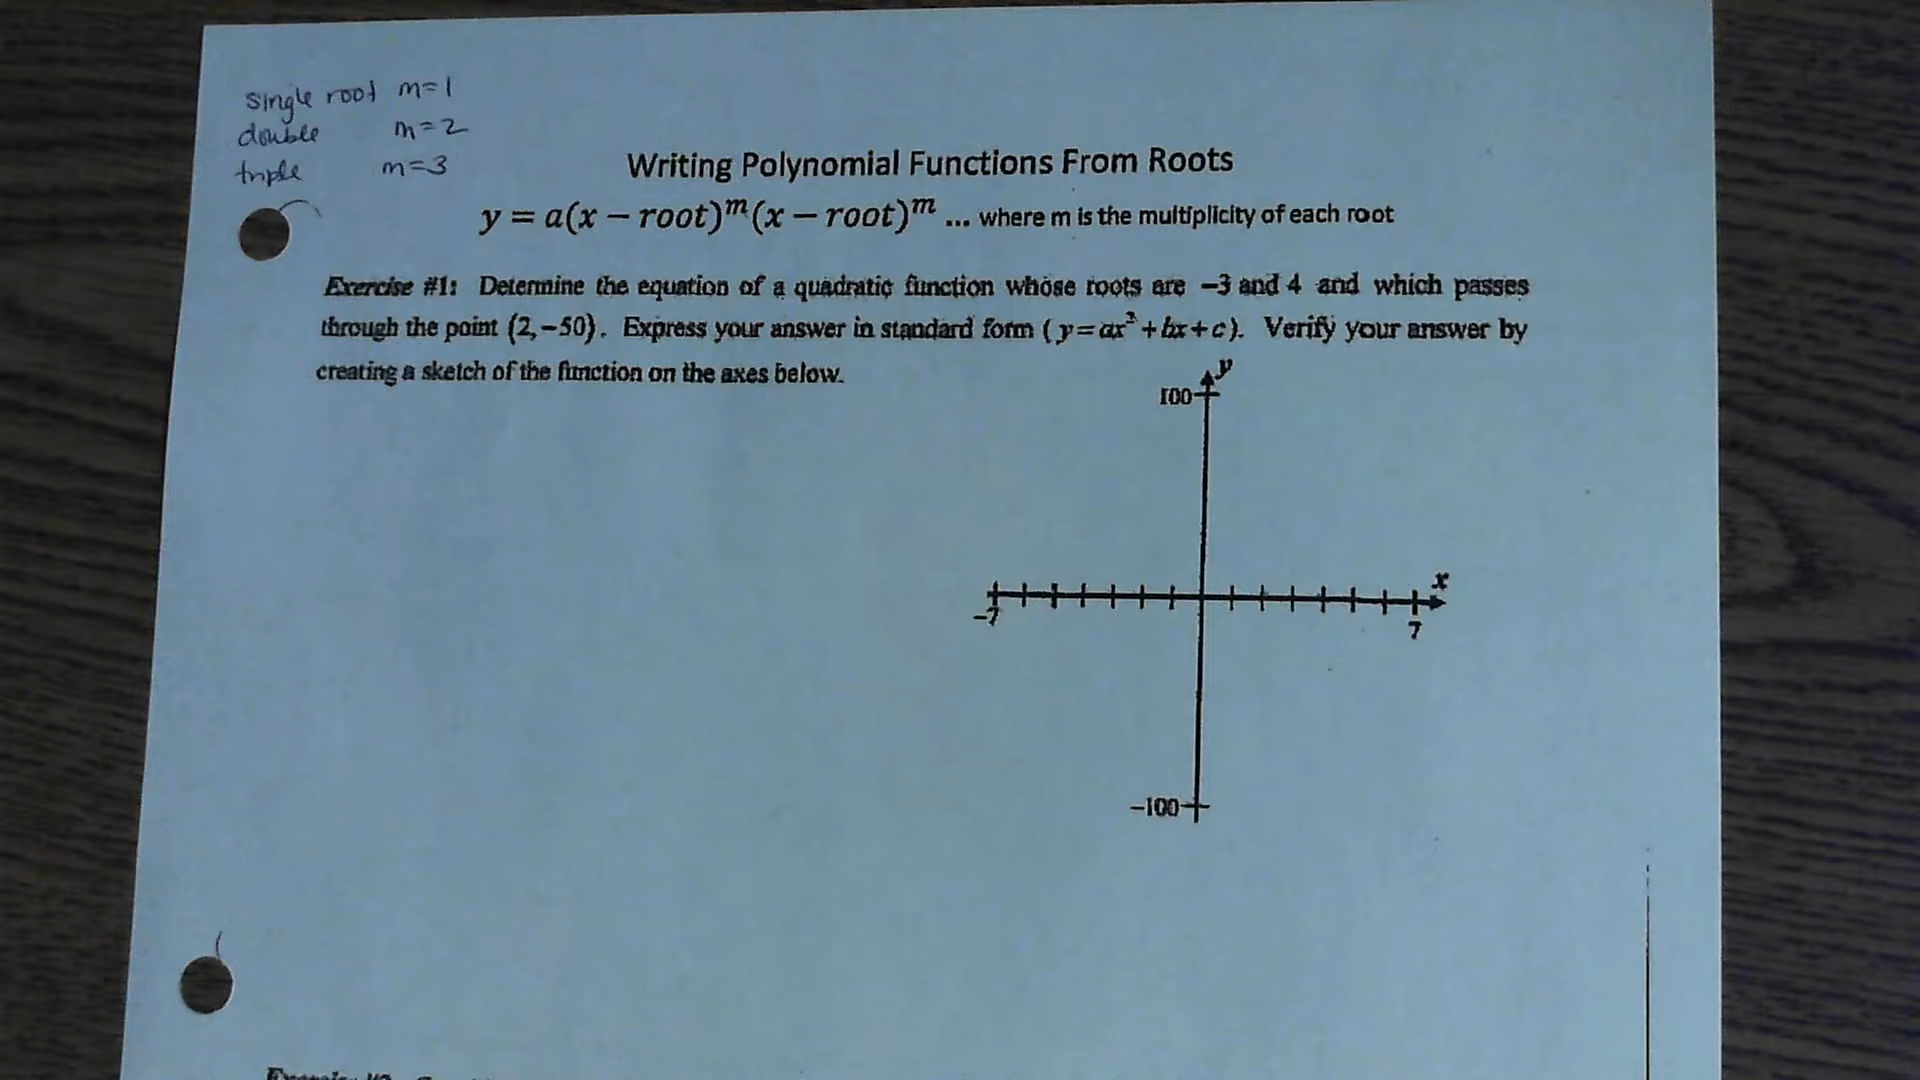 single root m=1
double m=2
triple m=3
Writing Polynomial Functions From Roots
y = a(x − root)^m (x − root)^m ... where m is the multiplicity of each root
Exercise #1: Determine the equation of a quadratic function whose roots are −3 and 4 and which passes
through the point (2, −50). Express your answer in standard form (y = ax² + bx + c). Verify your answer by
creating a sketch of the function on the axes below.
y
100
x
−7
7
−100